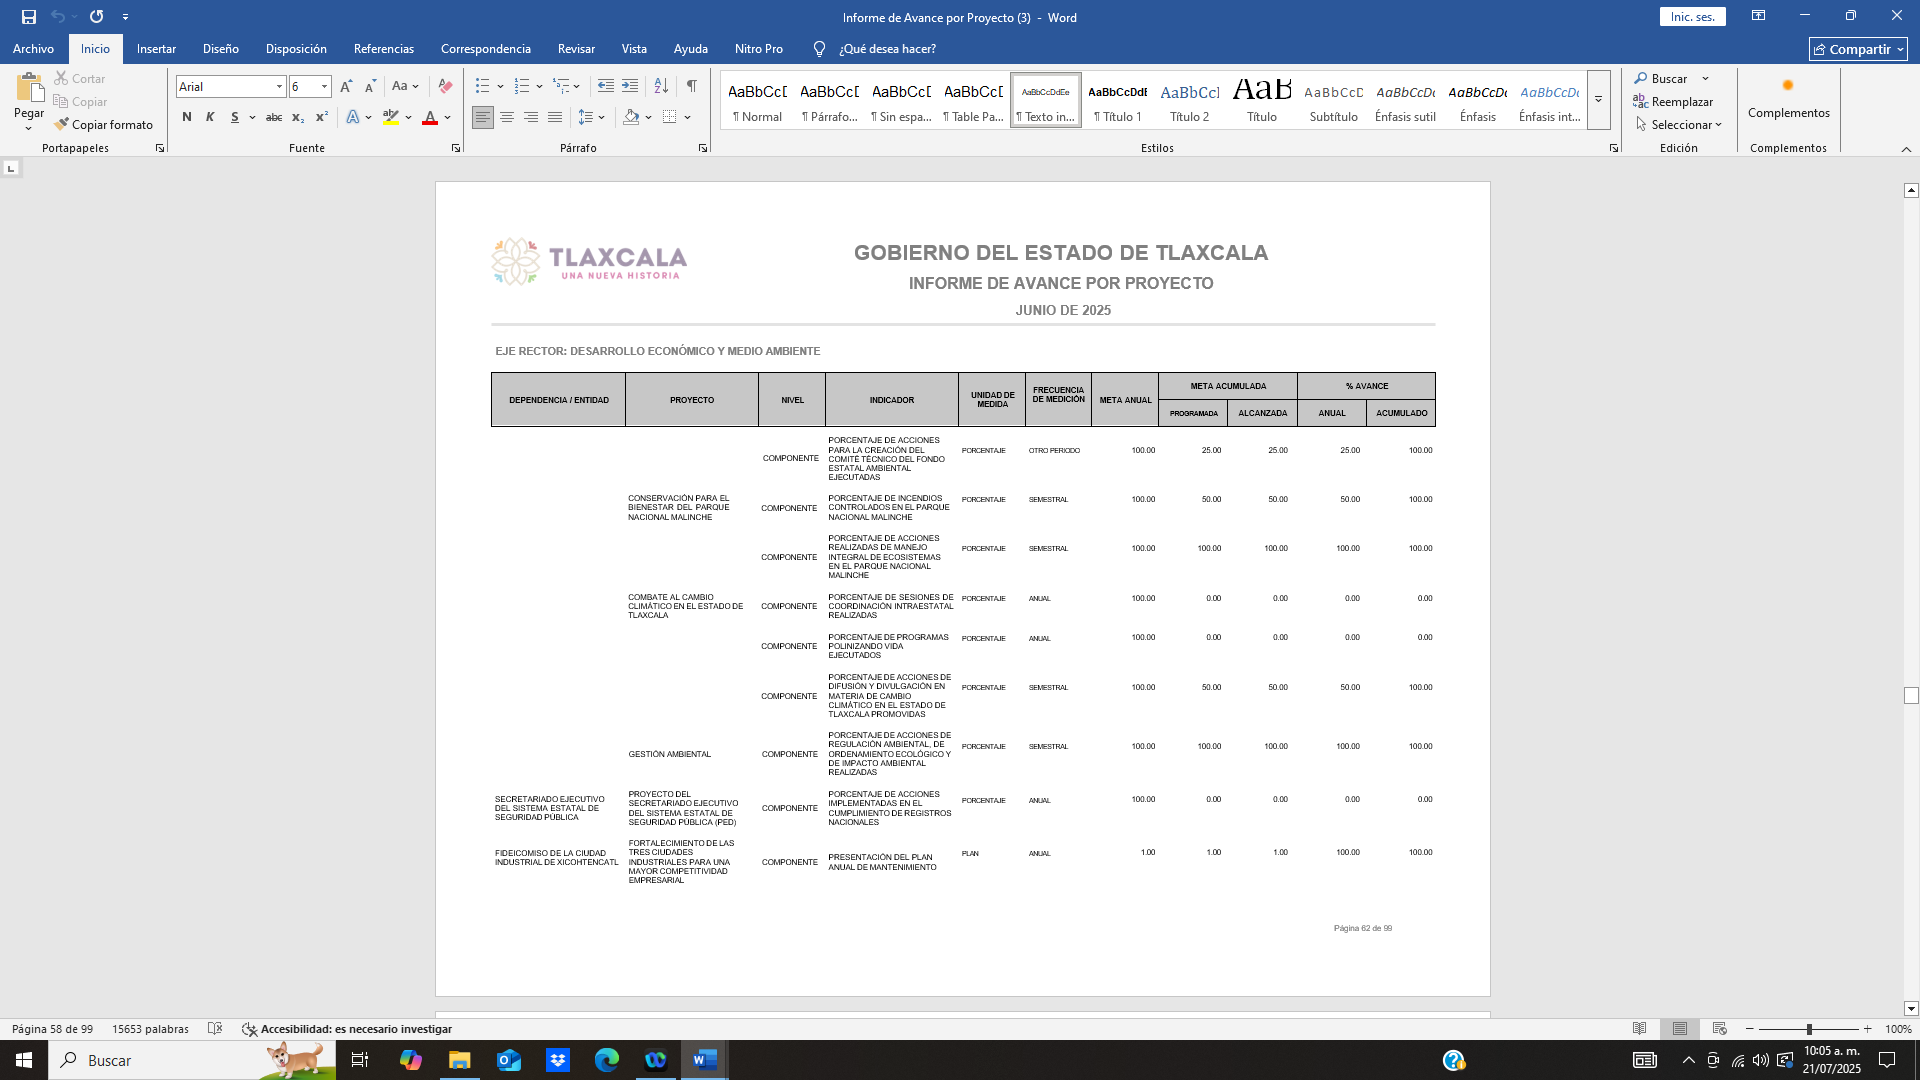 Informe de Avance por Proyecto (3) - Word
Inic. ses.
Archivo Inicio Insertar Diseño Disposición Referencias Correspondencia Revisar Vista Ayuda Nitro Pro ¿Qué desea hacer? Compartir
Pegar
Cortar
Copiar
Copiar formato
Portapapeles
Arial 6
N K S abc x₂ x²
Fuente
Párrafo
AaBbCcDdEe
¶ Normal ¶ Párrafo... ¶ Sin espa... ¶ Table Pa... ¶ Texto in... ¶ Título 1 Título 2 Título Subtítulo Énfasis sutil Énfasis Énfasis int...
Estilos
Buscar
Reemplazar
Seleccionar
Edición
Complementos
Complementos
TLAXCALA
UNA NUEVA HISTORIA
GOBIERNO DEL ESTADO DE TLAXCALA
INFORME DE AVANCE POR PROYECTO
JUNIO DE 2025
EJE RECTOR: DESARROLLO ECONÓMICO Y MEDIO AMBIENTE
DEPENDENCIA / ENTIDAD PROYECTO NIVEL INDICADOR UNIDAD DE MEDIDA FRECUENCIA DE MEDICIÓN META ANUAL META ACUMULADA % AVANCE
PROGRAMADA ALCANZADA ANUAL ACUMULADO
COMPONENTE
PORCENTAJE DE ACCIONES
PARA LA CREACIÓN DEL
COMITÉ TÉCNICO DEL FONDO
ESTATAL AMBIENTAL
EJECUTADAS
PORCENTAJE OTRO PERIODO 100.00 25.00 25.00 25.00 100.00
CONSERVACIÓN PARA EL
BIENESTAR DEL PARQUE
NACIONAL MALINCHE
COMPONENTE
PORCENTAJE DE INCENDIOS
CONTROLADOS EN EL PARQUE
NACIONAL MALINCHE
PORCENTAJE SEMESTRAL 100.00 50.00 50.00 50.00 100.00
COMPONENTE
PORCENTAJE DE ACCIONES
REALIZADAS DE MANEJO
INTEGRAL DE ECOSISTEMAS
EN EL PARQUE NACIONAL
MALINCHE
PORCENTAJE SEMESTRAL 100.00 100.00 100.00 100.00 100.00
COMBATE AL CAMBIO
CLIMÁTICO EN EL ESTADO DE
TLAXCALA
COMPONENTE
PORCENTAJE DE SESIONES DE
COORDINACIÓN INTRAESTATAL
REALIZADAS
PORCENTAJE ANUAL 100.00 0.00 0.00 0.00 0.00
COMPONENTE
PORCENTAJE DE PROGRAMAS
POLINIZANDO VIDA
EJECUTADOS
PORCENTAJE ANUAL 100.00 0.00 0.00 0.00 0.00
COMPONENTE
PORCENTAJE DE ACCIONES DE
DIFUSIÓN Y DIVULGACIÓN EN
MATERIA DE CAMBIO
CLIMÁTICO EN EL ESTADO DE
TLAXCALA PROMOVIDAS
PORCENTAJE SEMESTRAL 100.00 50.00 50.00 50.00 100.00
GESTIÓN AMBIENTAL
COMPONENTE
PORCENTAJE DE ACCIONES DE
REGULACIÓN AMBIENTAL, DE
ORDENAMIENTO ECOLÓGICO Y
DE IMPACTO AMBIENTAL
REALIZADAS
PORCENTAJE SEMESTRAL 100.00 100.00 100.00 100.00 100.00
SECRETARIADO EJECUTIVO
DEL SISTEMA ESTATAL DE
SEGURIDAD PÚBLICA
PROYECTO DEL
SECRETARIADO EJECUTIVO
DEL SISTEMA ESTATAL DE
SEGURIDAD PÚBLICA (PED)
COMPONENTE
PORCENTAJE DE ACCIONES
IMPLEMENTADAS EN EL
CUMPLIMIENTO DE REGISTROS
NACIONALES
PORCENTAJE ANUAL 100.00 0.00 0.00 0.00 0.00
FIDEICOMISO DE LA CIUDAD
INDUSTRIAL DE XICOHTENCATL
FORTALECIMIENTO DE LAS
TRES CIUDADES
INDUSTRIALES PARA UNA
MAYOR COMPETITIVIDAD
EMPRESARIAL
COMPONENTE
PRESENTACIÓN DEL PLAN
ANUAL DE MANTENIMIENTO
PLAN ANUAL 1.00 1.00 1.00 100.00 100.00
Página 62 de 99
Página 58 de 99 15653 palabras Accesibilidad: es necesario investigar 100%
Buscar
10:05 a. m.
21/07/2025